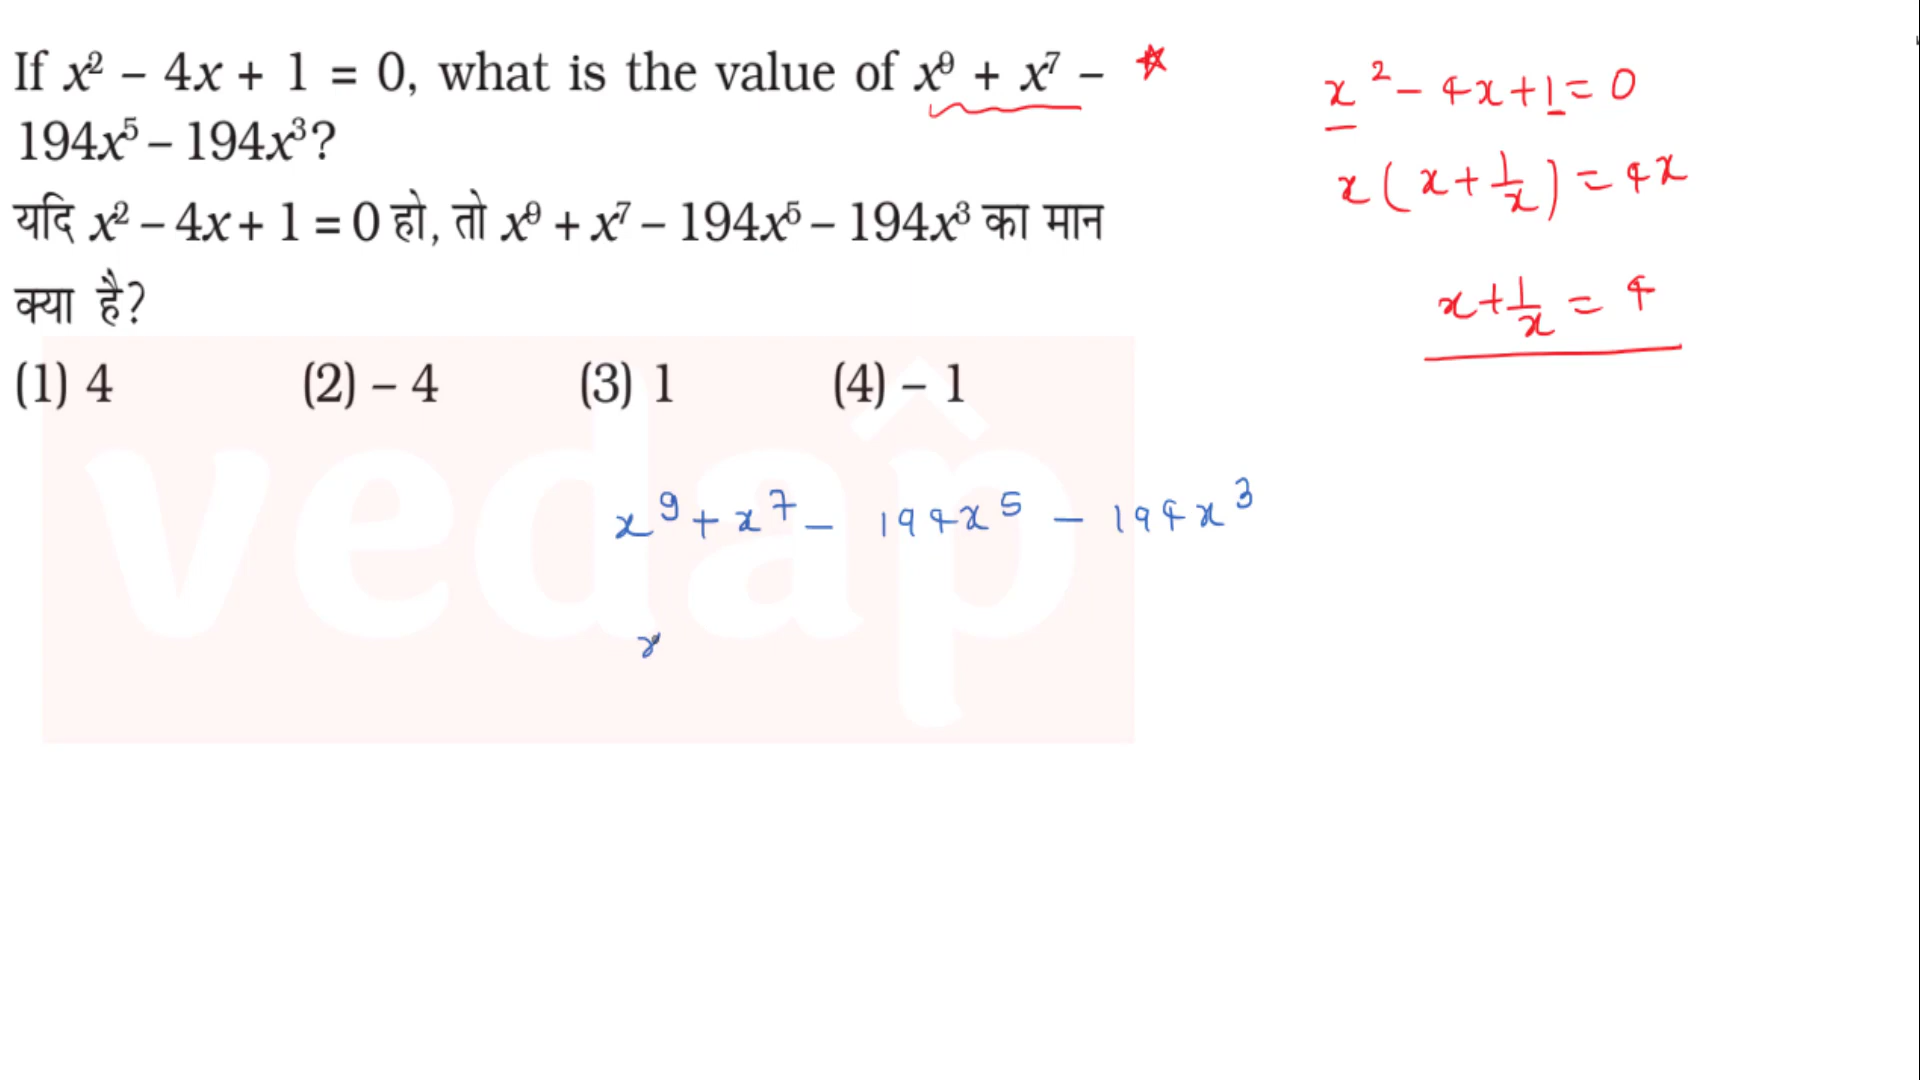 If x² – 4x + 1 = 0, what is the value of x⁹ + x⁷ –
194x⁵ – 194x³?
यदि x² – 4x + 1 = 0 हो, तो x⁹ + x⁷ – 194x⁵ – 194x³ का मान
क्या है?
(1) 4 (2) – 4 (3) 1 (4) – 1
x² – 4x + 1 = 0
x(x + 1/x) = 4x
x + 1/x = 4
vedap
x⁹ + x⁷ – 194x⁵ – 194x³
x